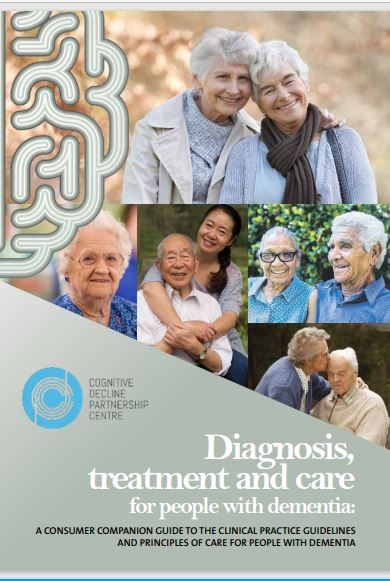 COGNITIVE
DECLINE
PARTNERSHIP
CENTRE
Diagnosis,
treatment and care
for people with dementia:
A CONSUMER COMPANION GUIDE TO THE CLINICAL PRACTICE GUIDELINES
AND PRINCIPLES OF CARE FOR PEOPLE WITH DEMENTIA